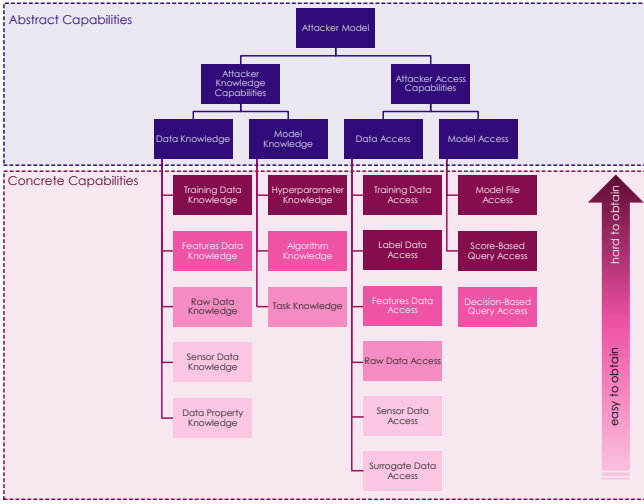 Abstract Capabilities
Attacker Model
Attacker
Knowledge
Capabilities
Attacker Access
Capabilities
Data Knowledge
Model
Knowledge
Data Access
Model Access
Concrete Capabilities
Training Data
Knowledge
Hyperparameter
Knowledge
Training Data
Access
Model File
Access
Features Data
Knowledge
Algorithm
Knowledge
Label Data
Access
Score-Based
Query Access
Raw Data
Knowledge
Task Knowledge
Features Data
Access
Decision-Based
Query Access
Sensor Data
Knowledge
Raw Data Access
Data Property
Knowledge
Sensor Data
Access
Surrogate Data
Access
hard to obtain
easy to obtain